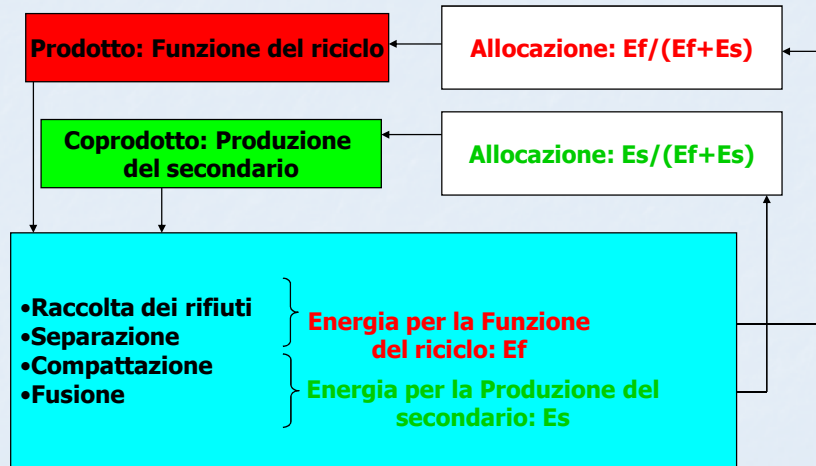 Prodotto: Funzione del riciclo
Allocazione: Ef/(Ef+Es)
Coprodotto: Produzione
del secondario
Allocazione: Es/(Ef+Es)
•Raccolta dei rifiuti
•Separazione
•Compattazione
•Fusione
Energia per la Funzione
del riciclo: Ef
Energia per la Produzione del
secondario: Es